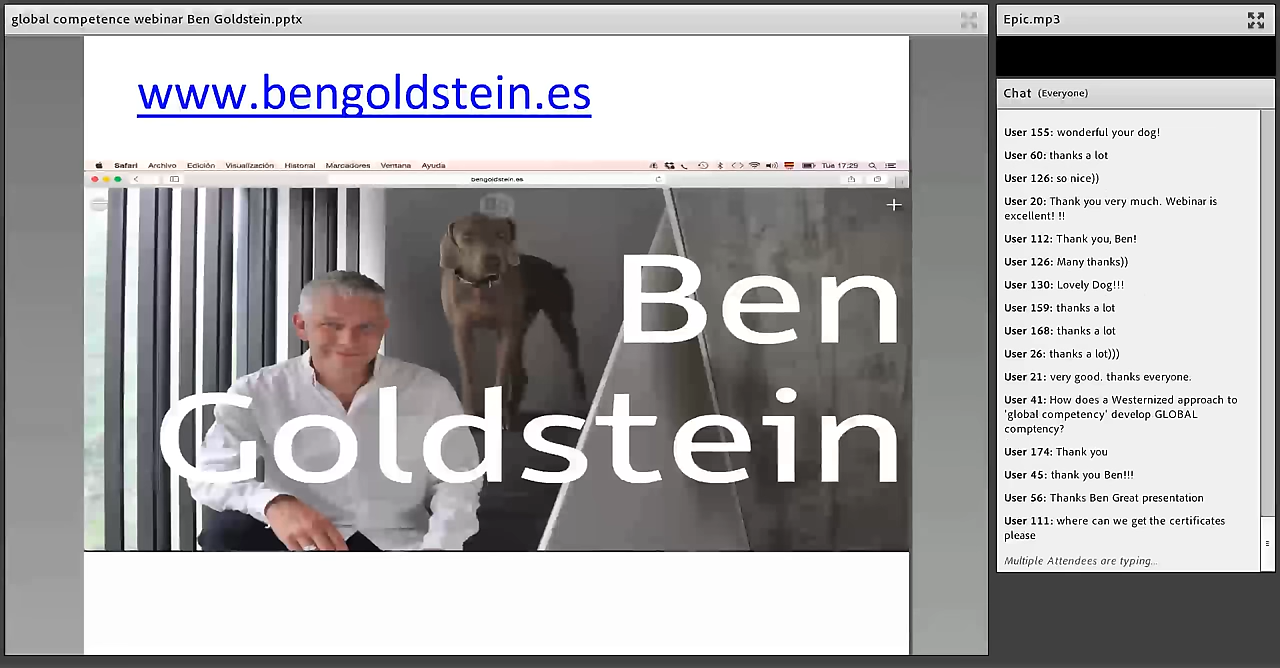 global competence webinar Ben Goldstein.pptx
www.bengoldstein.es
Safari Archivo Edición Visualización Historial Marcadores Ventana Ayuda Tue 17:29
bengoldstein.es
Ben
Goldstein
Epic.mp3
Chat (Everyone)
User 155: wonderful your dog!
User 60: thanks a lot
User 126: so nice))
User 20: Thank you very much. Webinar is
excellent! !!
User 112: Thank you, Ben!
User 126: Many thanks))
User 130: Lovely Dog!!!
User 159: thanks a lot
User 168: thanks a lot
User 26: thanks a lot)))
User 21: very good. thanks everyone.
User 41: How does a Westernized approach to
'global competency' develop GLOBAL
comptency?
User 174: Thank you
User 45: thank you Ben!!!
User 56: Thanks Ben Great presentation
User 111: where can we get the certificates
please
Multiple Attendees are typing...